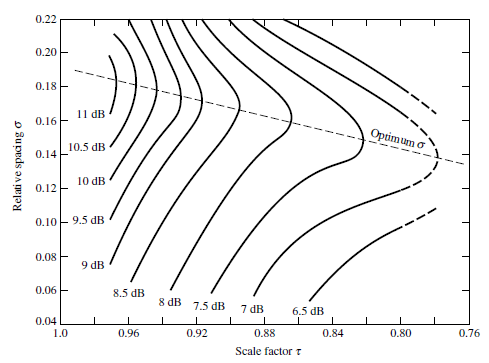 0.22
0.20
0.18
0.16
0.14
0.12
0.10
0.08
0.06
0.04
Relative spacing σ
11 dB
10.5 dB
10 dB
9.5 dB
9 dB
8.5 dB
8 dB
7.5 dB
7 dB
6.5 dB
Optimum σ
1.0 0.96 0.92 0.88 0.84 0.80 0.76
Scale factor τ